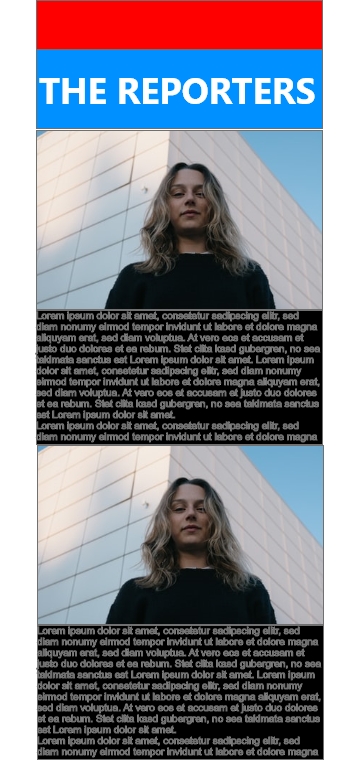 THE REPORTERS
Lorem ipsum dolor sit amet, consetetur sadipscing elitr, sed
diam nonumy eirmod tempor invidunt ut labore et dolore magna
aliquyam erat, sed diam voluptua. At vero eos et accusam et
justo duo dolores et ea rebum. Stet clita kasd gubergren, no sea
takimata sanctus est Lorem ipsum dolor sit amet. Lorem ipsum
dolor sit amet, consetetur sadipscing elitr, sed diam nonumy
eirmod tempor invidunt ut labore et dolore magna aliquyam erat,
sed diam voluptua. At vero eos et accusam et justo duo dolores
et ea rebum. Stet clita kasd gubergren, no sea takimata sanctus
est Lorem ipsum dolor sit amet.
Lorem ipsum dolor sit amet, consetetur sadipscing elitr, sed
diam nonumy eirmod tempor invidunt ut labore et dolore magna
Lorem ipsum dolor sit amet, consetetur sadipscing elitr, sed
diam nonumy eirmod tempor invidunt ut labore et dolore magna
aliquyam erat, sed diam voluptua. At vero eos et accusam et
justo duo dolores et ea rebum. Stet clita kasd gubergren, no sea
takimata sanctus est Lorem ipsum dolor sit amet. Lorem ipsum
dolor sit amet, consetetur sadipscing elitr, sed diam nonumy
eirmod tempor invidunt ut labore et dolore magna aliquyam erat,
sed diam voluptua. At vero eos et accusam et justo duo dolores
et ea rebum. Stet clita kasd gubergren, no sea takimata sanctus
est Lorem ipsum dolor sit amet.
Lorem ipsum dolor sit amet, consetetur sadipscing elitr, sed
diam nonumy eirmod tempor invidunt ut labore et dolore magna